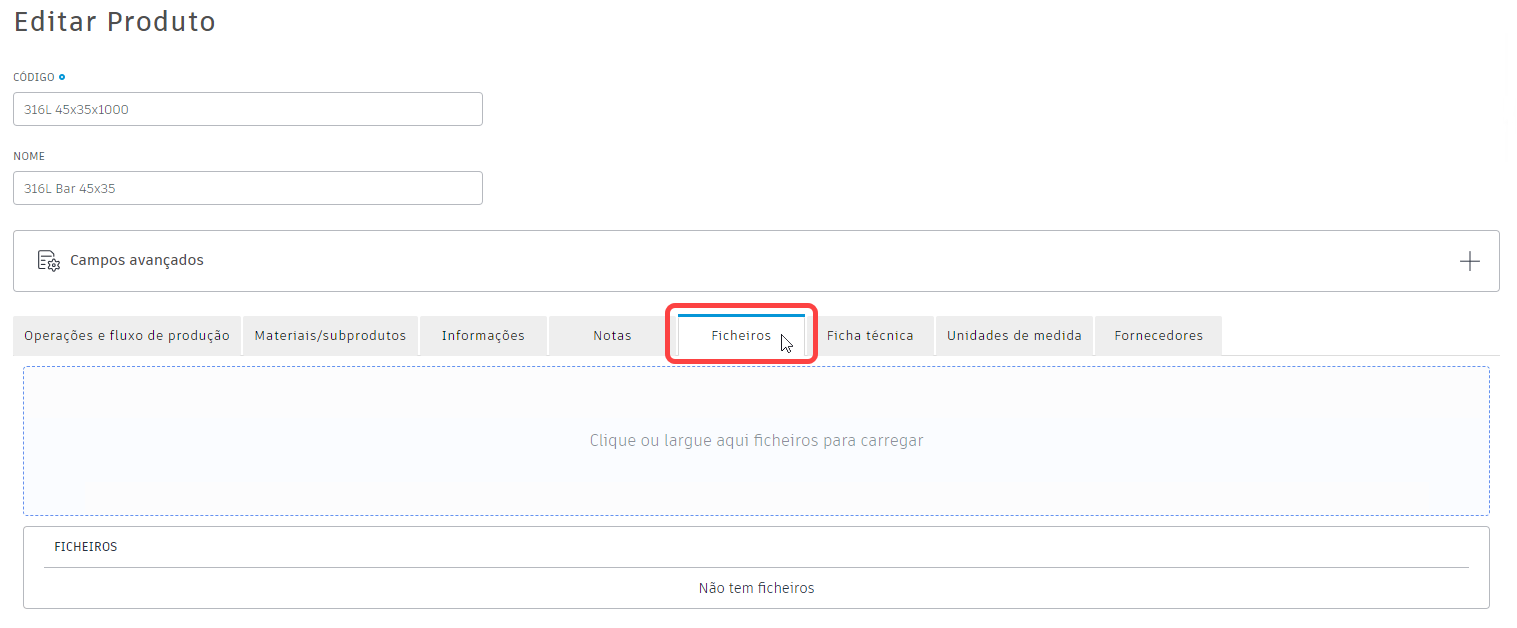 Editar Produto
CÓDIGO
316L 45x35x1000
NOME
316L Bar 45x35
Campos avançados
Operações e fluxo de produção Materiais/subprodutos Informações Notas Ficheiros Ficha técnica Unidades de medida Fornecedores
Clique ou largue aqui ficheiros para carregar
FICHEIROS
Não tem ficheiros